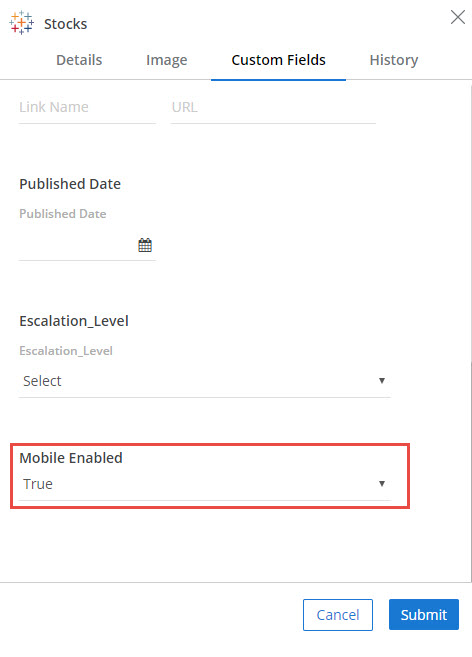 Stocks
Details Image Custom Fields History
Link Name URL
Published Date
Published Date
Escalation_Level
Escalation_Level
Select
Mobile Enabled
True
Cancel Submit